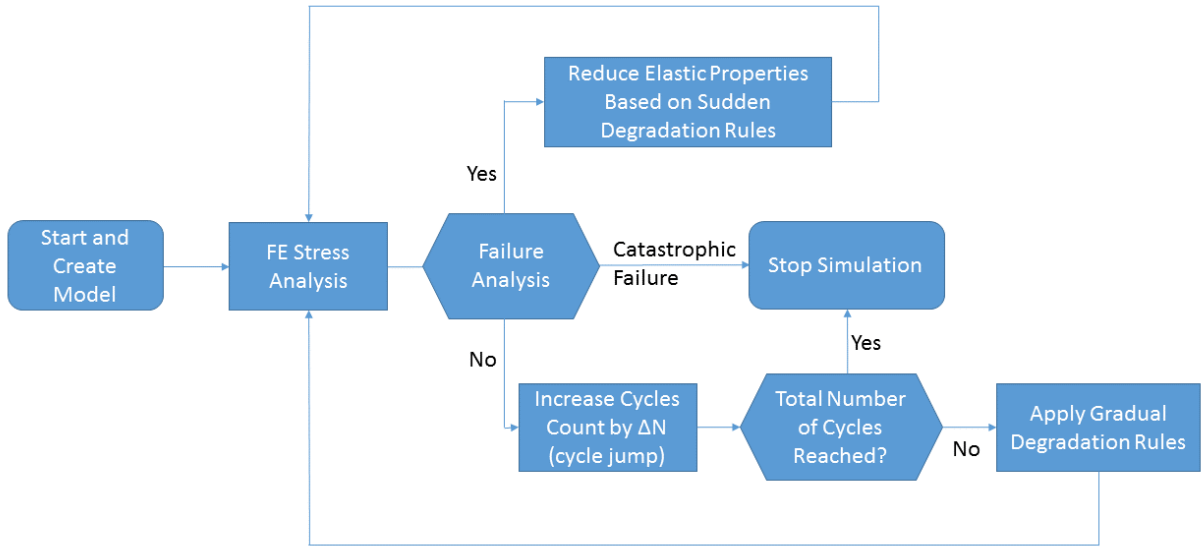 Reduce Elastic Properties
Based on Sudden
Degradation Rules
Yes
Start and
Create
Model
FE Stress
Analysis
Failure
Analysis
Catastrophic
Failure
Stop Simulation
No
Yes
Increase Cycles
Count by ΔN
(cycle jump)
Total Number
of Cycles
Reached?
No
Apply Gradual
Degradation Rules